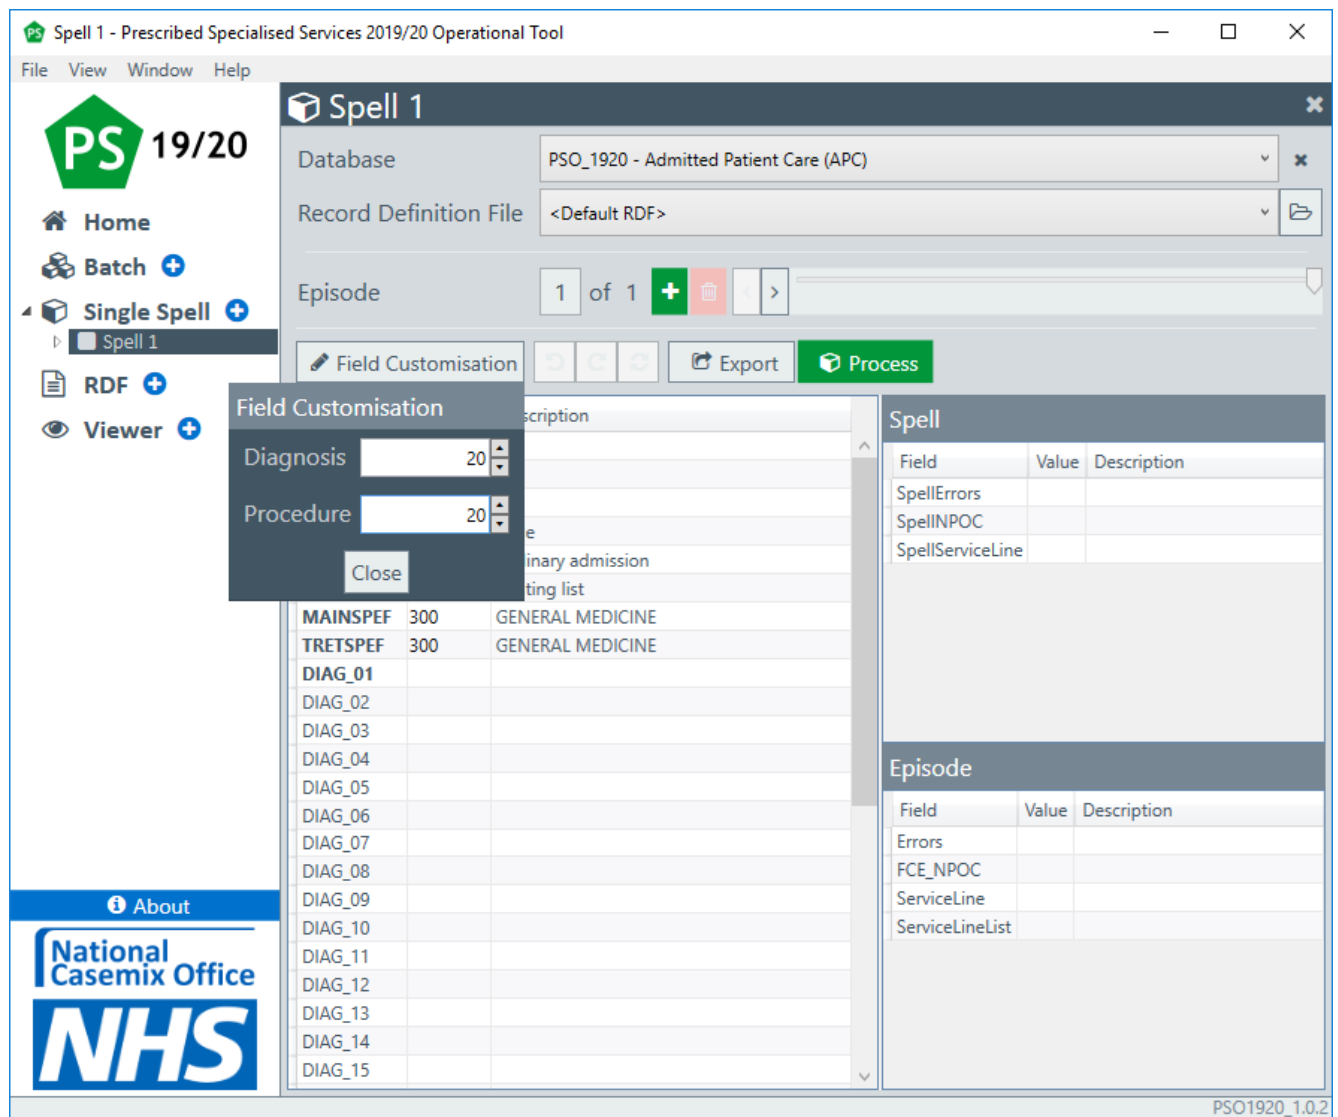 PS Spell 1 - Prescribed Specialised Services 2019/20 Operational Tool
File View Window Help
PS 19/20
Home
Batch
Single Spell
Spell 1
RDF
Viewer
About
National
Casemix Office
NHS
Spell 1
Database PSO_1920 - Admitted Patient Care (APC)
Record Definition File <Default RDF>
Episode 1 of 1
Field Customisation Export Process
Field Customisation
Diagnosis 20
Procedure 20
Close
scription
e
inary admission
ting list
MAINSPEF 300 GENERAL MEDICINE
TRETSPEF 300 GENERAL MEDICINE
DIAG_01
DIAG_02
DIAG_03
DIAG_04
DIAG_05
DIAG_06
DIAG_07
DIAG_08
DIAG_09
DIAG_10
DIAG_11
DIAG_12
DIAG_13
DIAG_14
DIAG_15
Spell
Field Value Description
SpellErrors
SpellNPOC
SpellServiceLine
Episode
Field Value Description
Errors
FCE_NPOC
ServiceLine
ServiceLineList
PSO1920_1.0.2